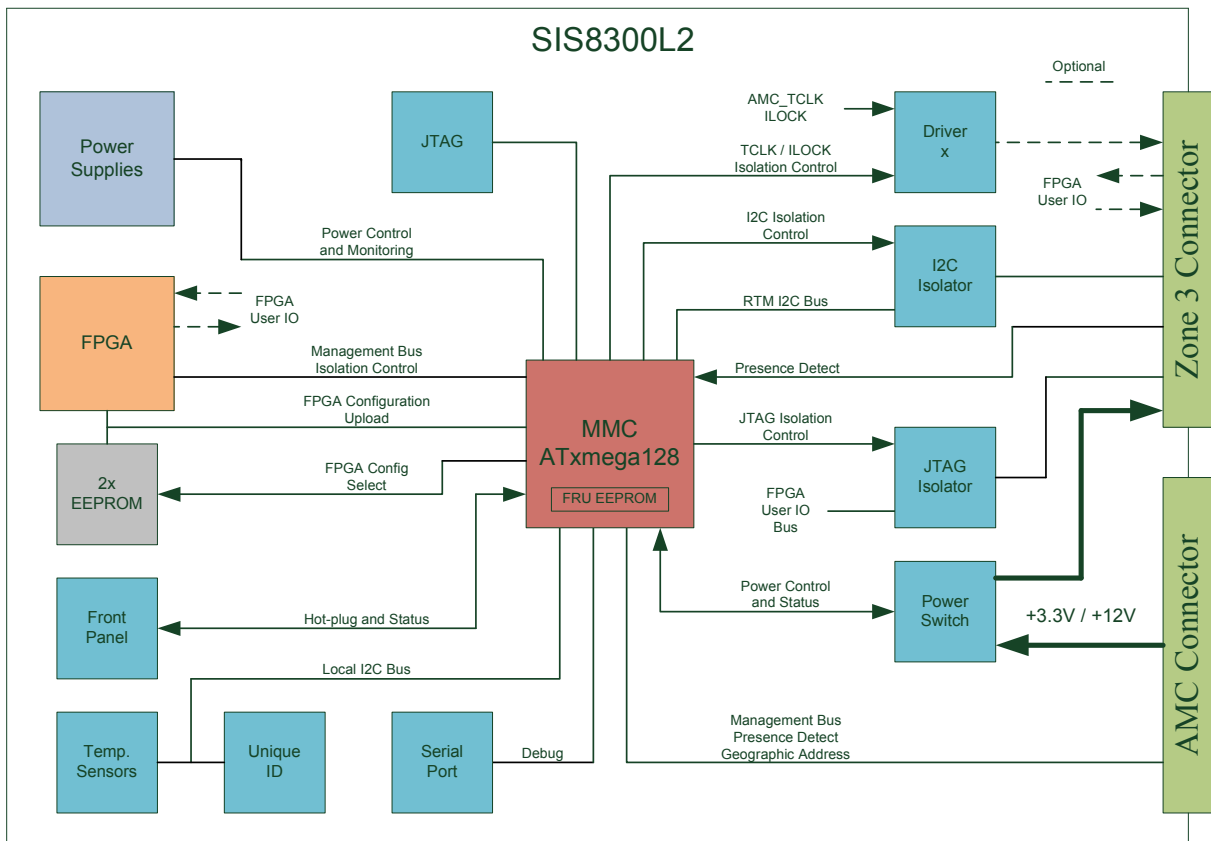 SIS8300L2
Optional
Power
Supplies
JTAG
AMC_TCLK
ILOCK
Driver
x
TCLK / ILOCK
Isolation Control
FPGA
User IO
Zone 3 Connector
Power Control
and Monitoring
I2C Isolation
Control
I2C
Isolator
FPGA
FPGA
User IO
RTM I2C Bus
Management Bus
Isolation Control
Presence Detect
FPGA Configuration
Upload
MMC
ATxmega128
FRU EEPROM
JTAG Isolation
Control
JTAG
Isolator
2x
EEPROM
FPGA Config
Select
FPGA
User IO
Bus
AMC Connector
Front
Panel
Hot-plug and Status
Power Control
and Status
Power
Switch
+3.3V / +12V
Local I2C Bus
Temp.
Sensors
Unique
ID
Serial
Port
Debug
Management Bus
Presence Detect
Geographic Address